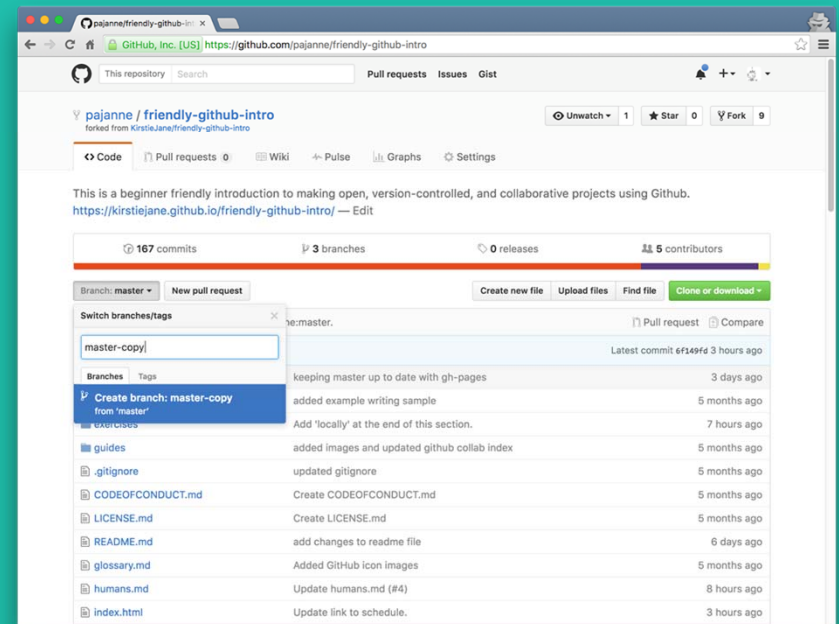 pajanne/friendly-github-in
GitHub, Inc. [US] https://github.com/pajanne/friendly-github-intro
This repository Search Pull requests Issues Gist
pajanne / friendly-github-intro Unwatch 1 Star 0 Fork 9
forked from KirstieJane/friendly-github-intro
Code Pull requests 0 Wiki Pulse Graphs Settings
This is a beginner friendly introduction to making open, version-controlled, and collaborative projects using Github.
https://kirstiejane.github.io/friendly-github-intro/ — Edit
167 commits 3 branches 0 releases 5 contributors
Branch: master New pull request Create new file Upload files Find file Clone or download
Switch branches/tags
ne:master. Pull request Compare
master-copy
Latest commit 6f149fd 3 hours ago
Branches Tags
keeping master up to date with gh-pages 3 days ago
Create branch: master-copy
from 'master'
added example writing sample 5 months ago
exercises Add 'locally' at the end of this section. 7 hours ago
guides added images and updated github collab index 5 months ago
.gitignore updated gitignore 5 months ago
CODEOFCONDUCT.md Create CODEOFCONDUCT.md 5 months ago
LICENSE.md Create LICENSE.md 5 months ago
README.md add changes to readme file 6 days ago
glossary.md Added GitHub icon images 5 months ago
humans.md Update humans.md (#4) 8 hours ago
index.html Update link to schedule. 3 hours ago